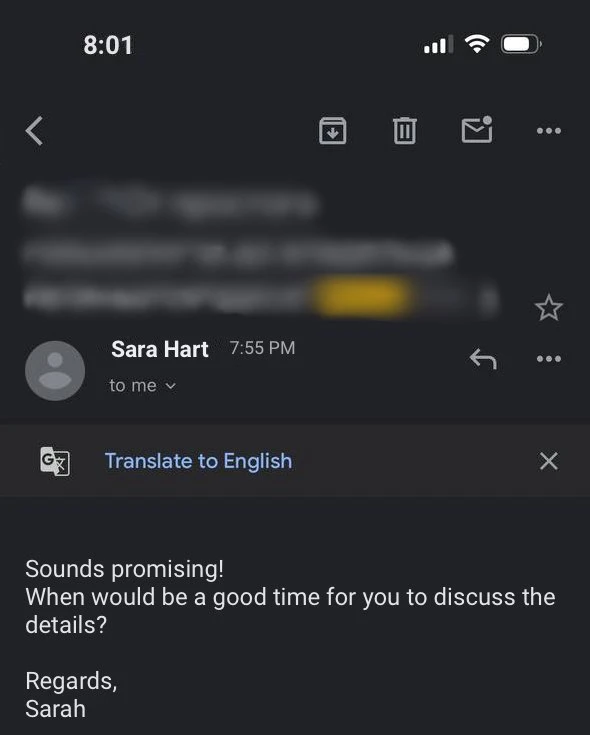 8:01
Sara Hart 7:55 PM
to me
Translate to English
Sounds promising!
When would be a good time for you to discuss the
details?
Regards,
Sarah